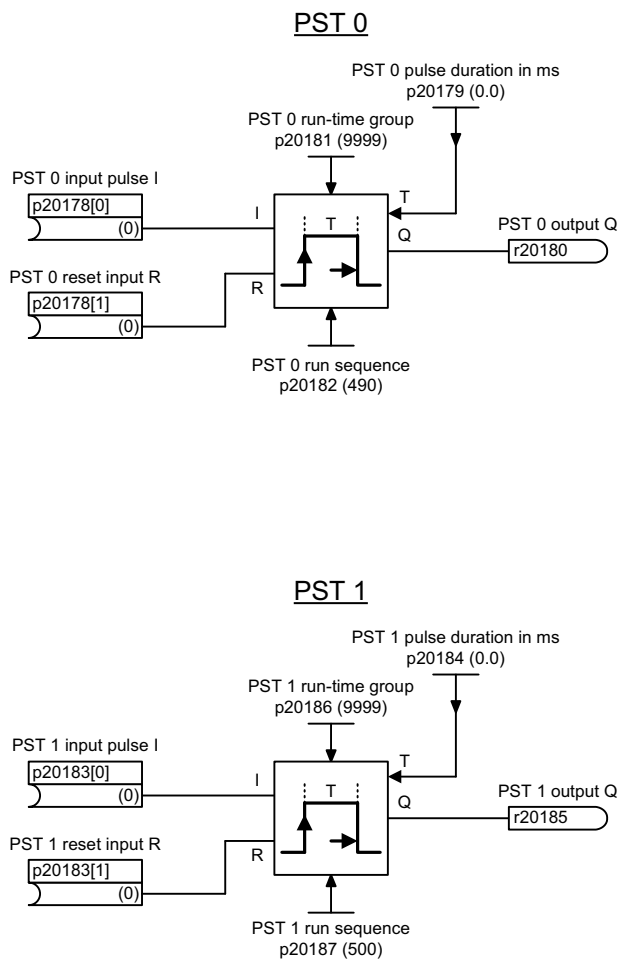 PST 0
PST 0 pulse duration in ms
p20179 (0.0)
PST 0 run-time group
p20181 (9999)
PST 0 input pulse I
p20178[0]
(0)
I
T
T
Q
PST 0 output Q
r20180
PST 0 reset input R
p20178[1]
(0)
R
PST 0 run sequence
p20182 (490)
PST 1
PST 1 pulse duration in ms
p20184 (0.0)
PST 1 run-time group
p20186 (9999)
PST 1 input pulse I
p20183[0]
(0)
I
T
T
Q
PST 1 output Q
r20185
PST 1 reset input R
p20183[1]
(0)
R
PST 1 run sequence
p20187 (500)